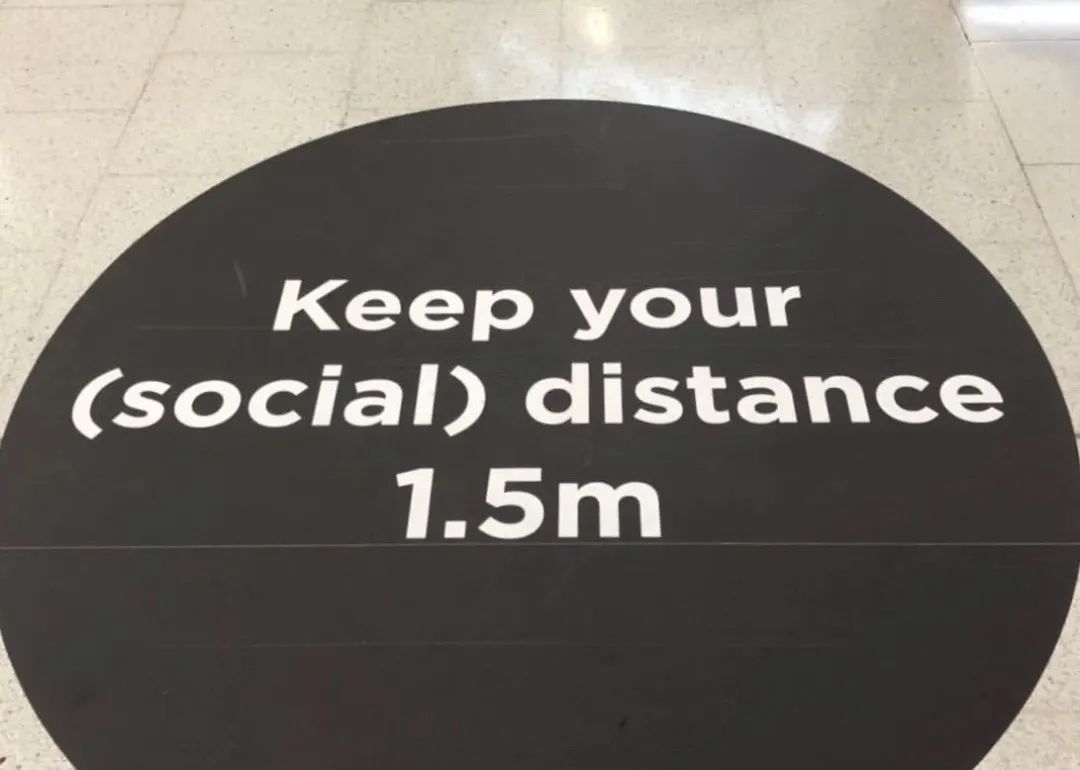 Keep your
(social) distance
1.5m